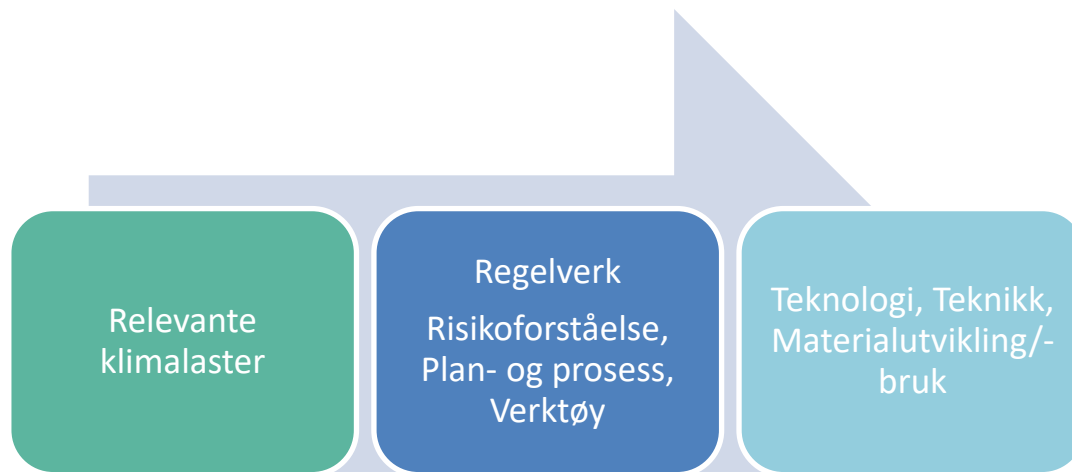 Relevante
klimalaster
Regelverk
Risikoforståelse,
Plan- og prosess,
Verktøy
Teknologi, Teknikk,
Materialutvikling/-
bruk